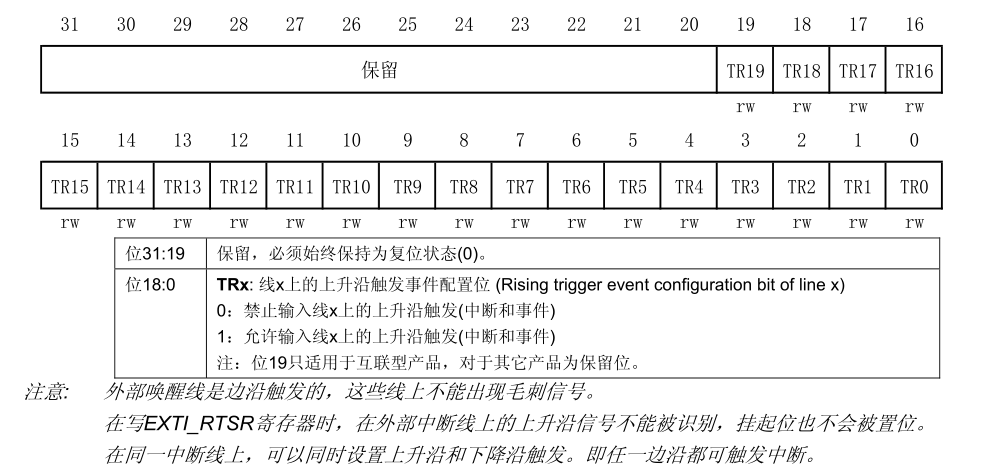 31 30 29 28 27 26 25 24 23 22 21 20 19 18 17 16
保留 TR19 TR18 TR17 TR16
rw rw rw rw
15 14 13 12 11 10 9 8 7 6 5 4 3 2 1 0
TR15 TR14 TR13 TR12 TR11 TR10 TR9 TR8 TR7 TR6 TR5 TR4 TR3 TR2 TR1 TR0
rw rw rw rw rw rw rw rw rw rw rw rw rw rw rw rw
位31:19 保留，必须始终保持为复位状态(0)。
位18:0 TRx: 线x上的上升沿触发事件配置位 (Rising trigger event configuration bit of line x)
0：禁止输入线x上的上升沿触发(中断和事件)
1：允许输入线x上的上升沿触发(中断和事件)
注：位19只适用于互联型产品，对于其它产品为保留位。
注意: 外部唤醒线是边沿触发的，这些线上不能出现毛刺信号。
在写EXTI_RTSR寄存器时，在外部中断线上的上升沿信号不能被识别，挂起位也不会被置位。
在同一中断线上，可以同时设置上升沿和下降沿触发。即任一边沿都可触发中断。